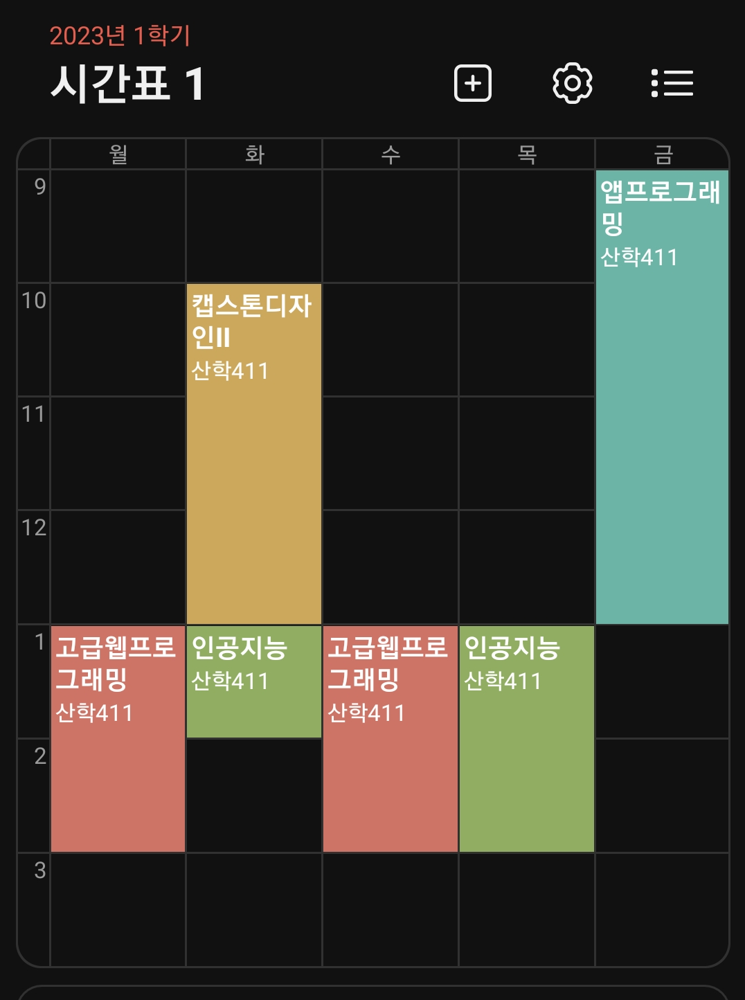 2023년 1학기
시간표 1
월 화 수 목 금
9
앱프로그래
밍
산학411
10
캡스톤디자
인II
산학411
11
12
1
고급웹프로
그래밍
산학411
인공지능
산학411
고급웹프로
그래밍
산학411
인공지능
산학411
2
3